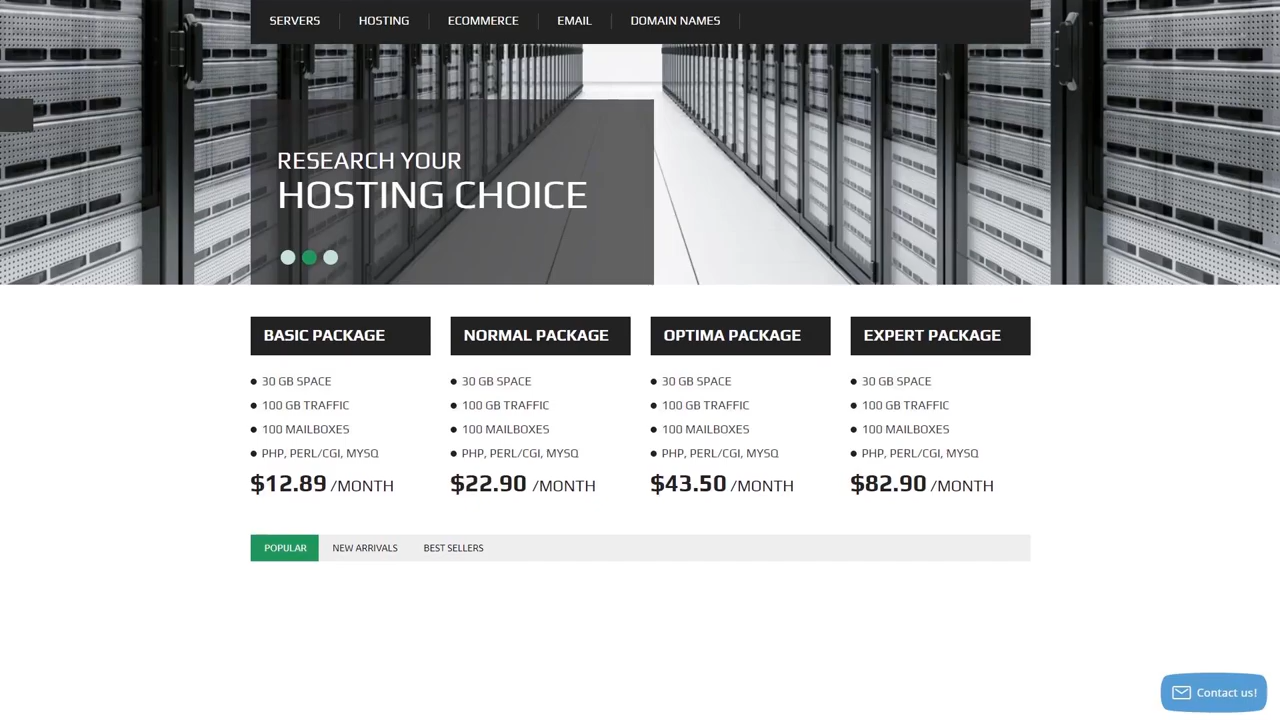 SERVERS HOSTING ECOMMERCE EMAIL DOMAIN NAMES
RESEARCH YOUR
HOSTING CHOICE
BASIC PACKAGE NORMAL PACKAGE OPTIMA PACKAGE EXPERT PACKAGE
30 GB SPACE 30 GB SPACE 30 GB SPACE 30 GB SPACE
100 GB TRAFFIC 100 GB TRAFFIC 100 GB TRAFFIC 100 GB TRAFFIC
100 MAILBOXES 100 MAILBOXES 100 MAILBOXES 100 MAILBOXES
PHP, PERL/CGI, MYSQ PHP, PERL/CGI, MYSQ PHP, PERL/CGI, MYSQ PHP, PERL/CGI, MYSQ
$12.89 /MONTH $22.90 /MONTH $43.50 /MONTH $82.90 /MONTH
POPULAR NEW ARRIVALS BEST SELLERS
Contact us!